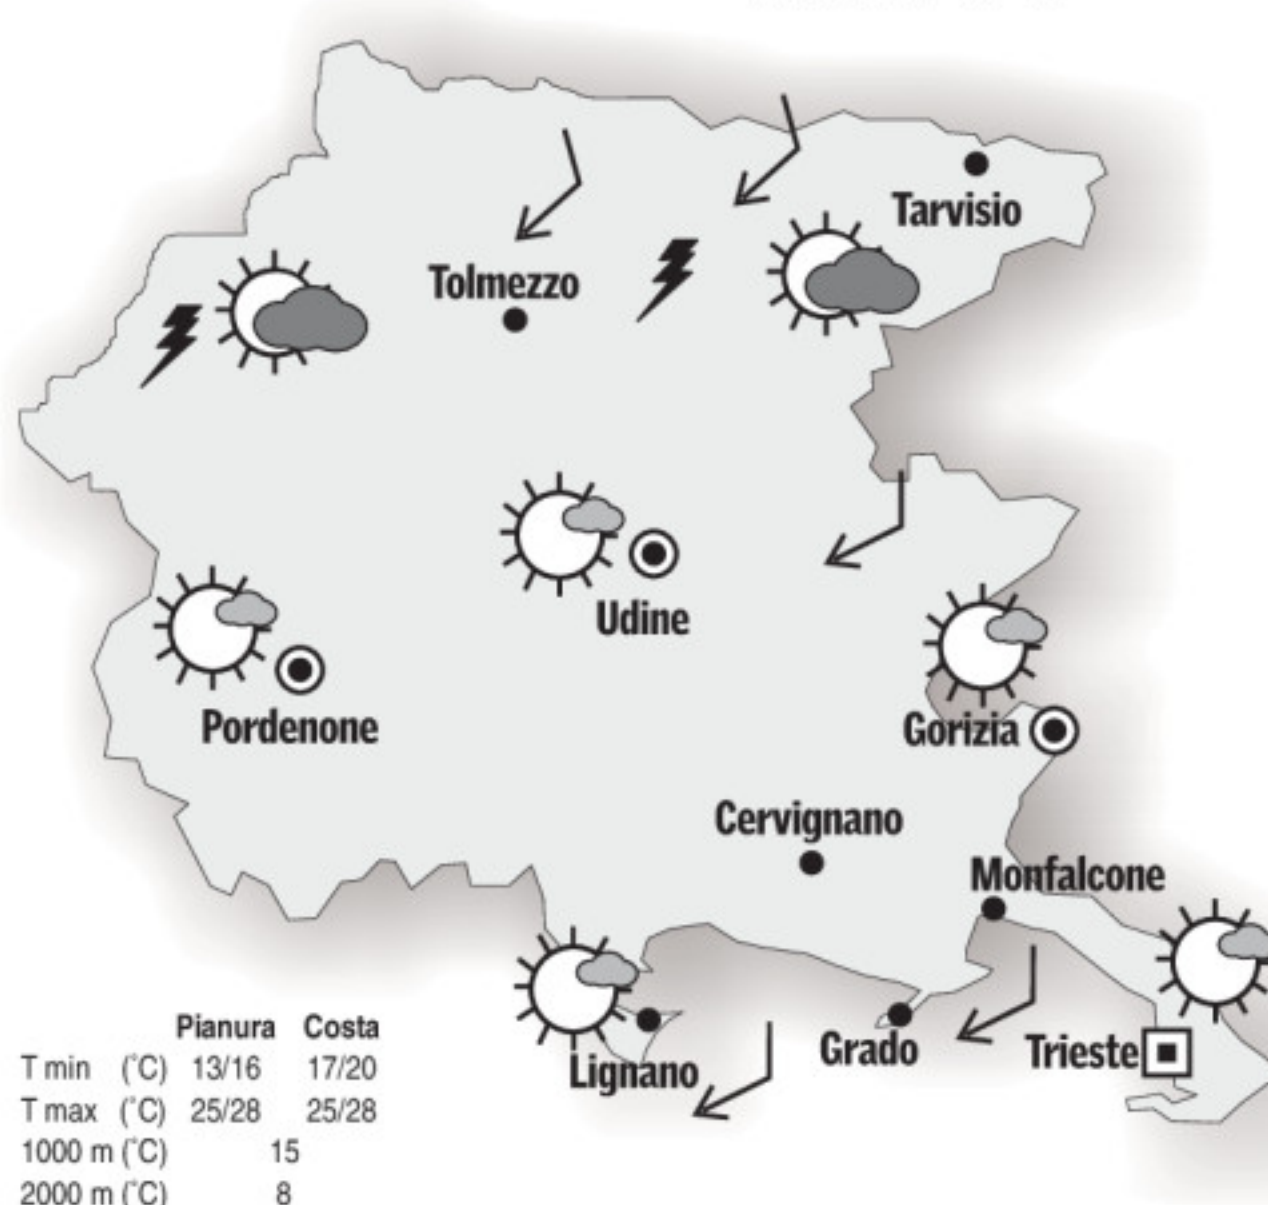 Tarvisio
Tolmezzo
Udine
Pordenone
Gorizia
Cervignano
Monfalcone
Grado
Trieste
Lignano
Pianura Costa
T min (°C) 13/16 17/20
T max (°C) 25/28 25/28
1000 m (°C) 15
2000 m (°C) 8